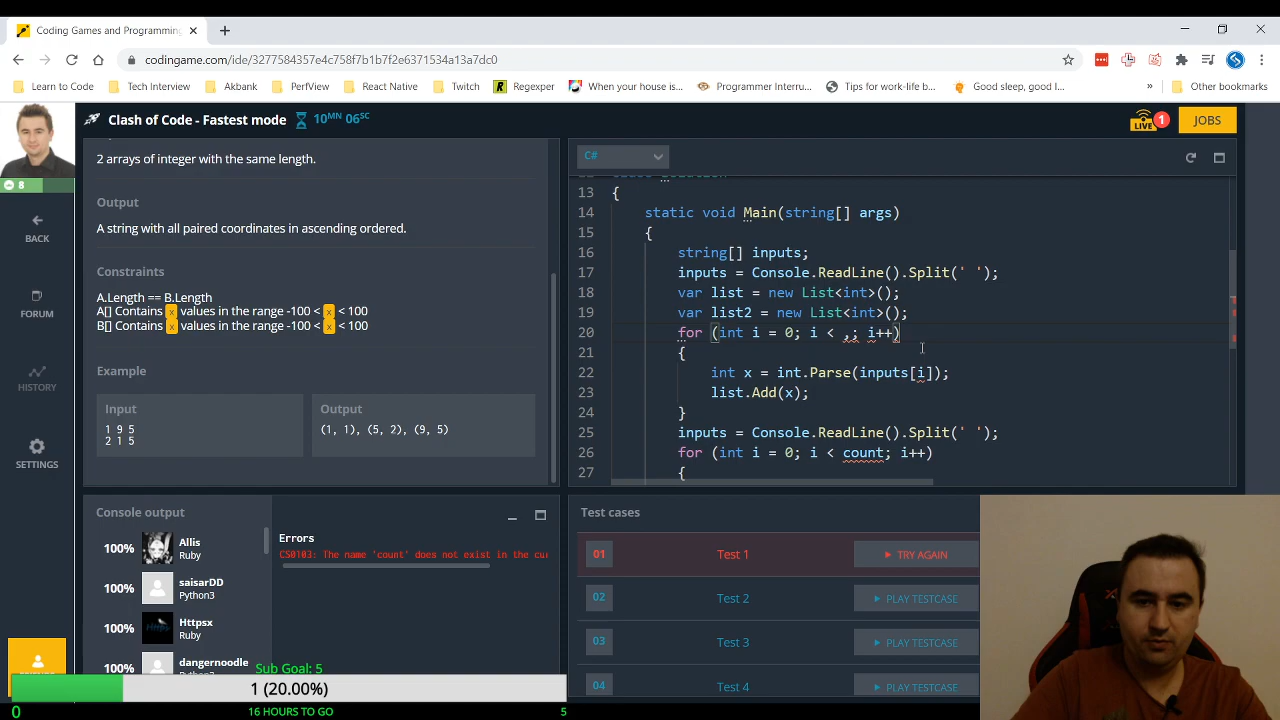 Coding Games and Programming
codingame.com/ide/3277584357e4c758f7b1b7f2e6371534a13a7dc0
Learn to Code
Tech Interview
Akbank
PerfView
React Native
Twitch
Regexper
When your house is...
Programmer Interru...
Tips for work-life b...
Good sleep, good le...
»
Other bookmarks
Clash of Code - Fastest mode
10MN 06SC
LIVE
1
JOBS
8
BACK
FORUM
HISTORY
SETTINGS
2 arrays of integer with the same length.
Output
A string with all paired coordinates in ascending ordered.
Constraints
A.Length == B.Length
A[] Contains x values in the range -100 < x < 100
B[] Contains x values in the range -100 < x < 100
Example
Input
1 9 5
2 1 5
Output
(1, 1), (5, 2), (9, 5)
C#
13 {
14 static void Main(string[] args)
15 {
16 string[] inputs;
17 inputs = Console.ReadLine().Split(' ');
18 var list = new List<int>();
19 var list2 = new List<int>();
20 for (int i = 0; i < ,; i++)
21 {
22 int x = int.Parse(inputs[i]);
23 list.Add(x);
24 }
25 inputs = Console.ReadLine().Split(' ');
26 for (int i = 0; i < count; i++)
27 {
Console output
100%
Allis
Ruby
100%
saisarDD
Python3
100%
Httpsx
Ruby
100%
dangernoodle
Python3
Errors
CS0103: The name 'count' does not exist in the cu
Test cases
01
Test 1
TRY AGAIN
02
Test 2
PLAY TESTCASE
03
Test 3
PLAY TESTCASE
04
Test 4
PLAY TESTCASE
Sub Goal: 5
1 (20.00%)
0
16 HOURS TO GO
5